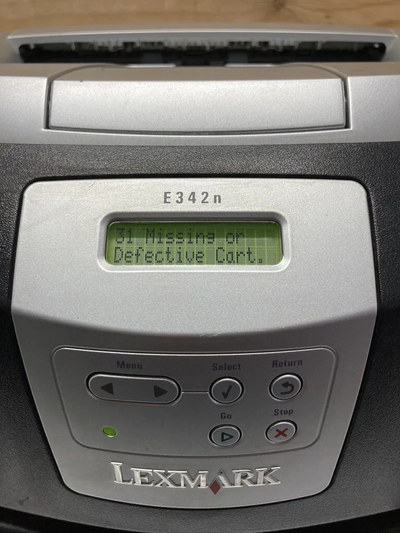 E342n
31 Missing or
Defective Cart.
Menu
Select
Return
Go
Stop
LEXMARK